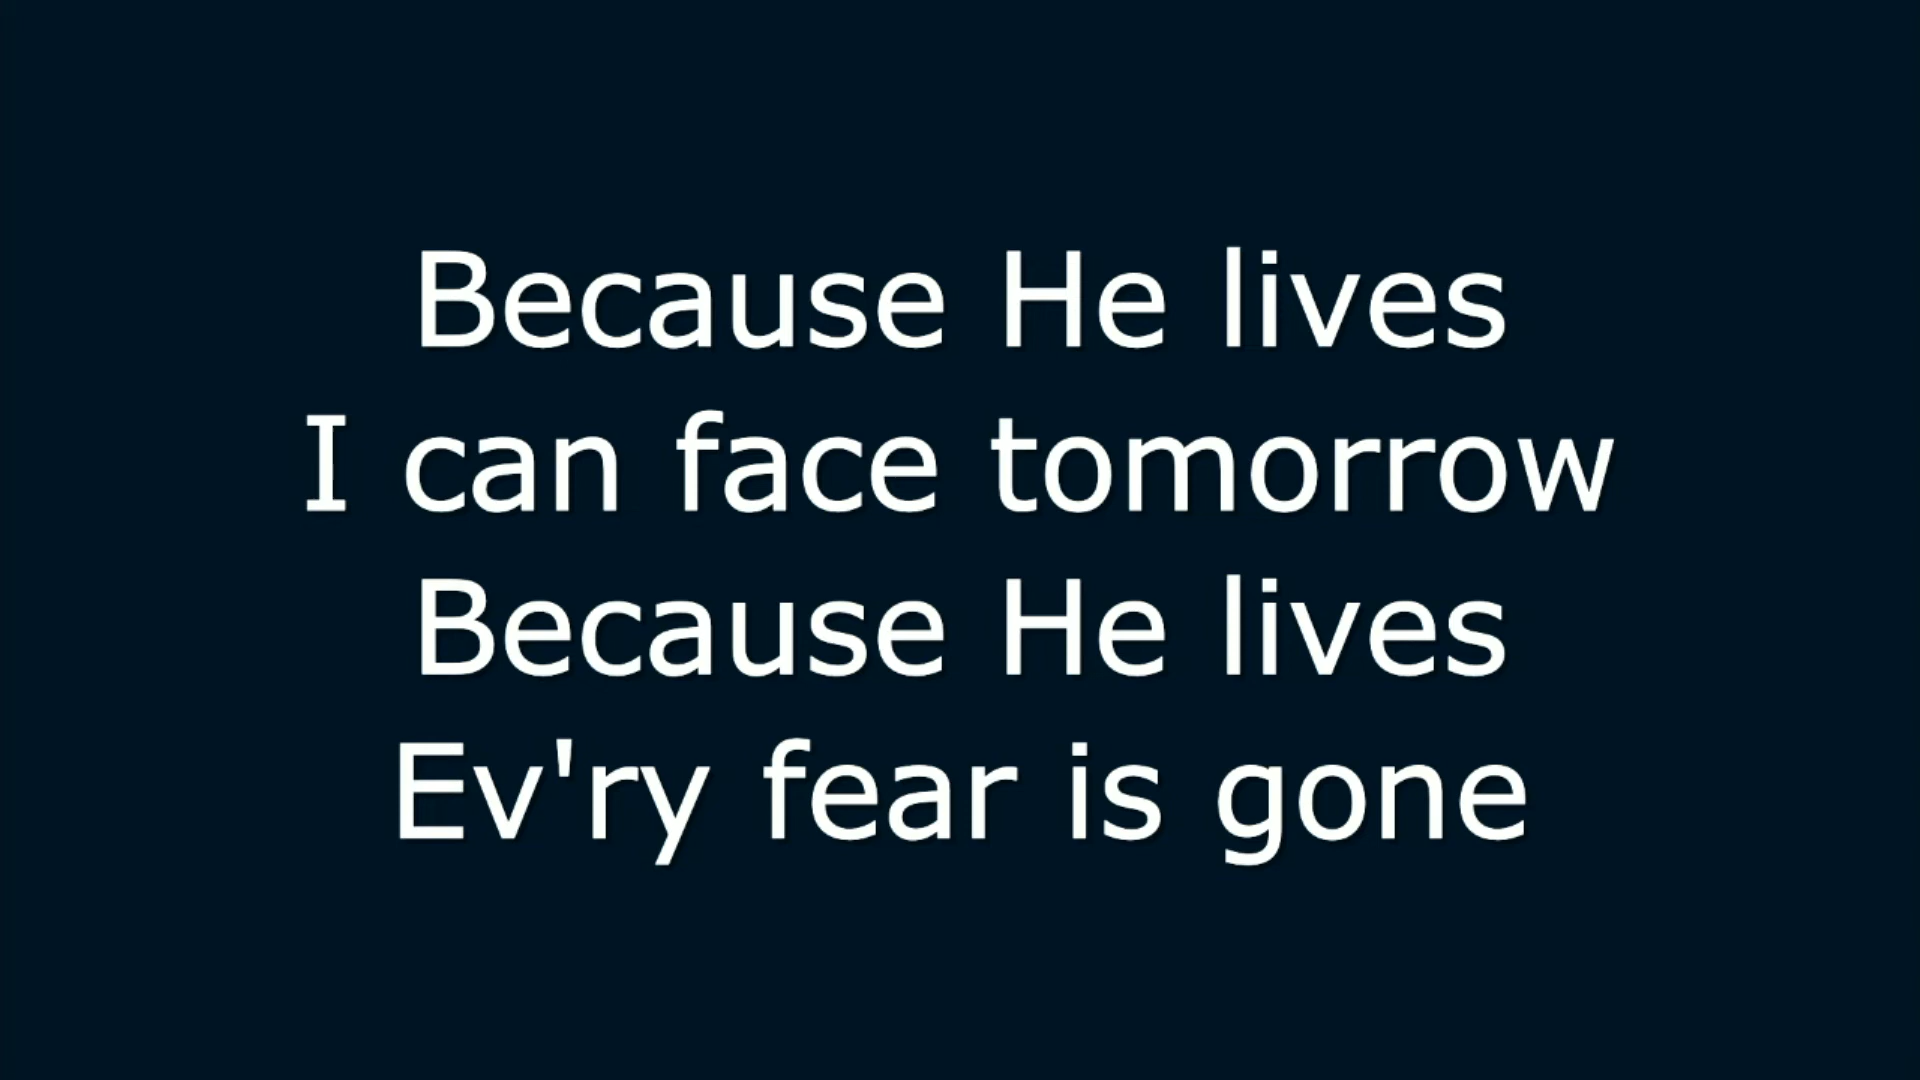 Because He lives
I can face tomorrow
Because He lives
Ev'ry fear is gone